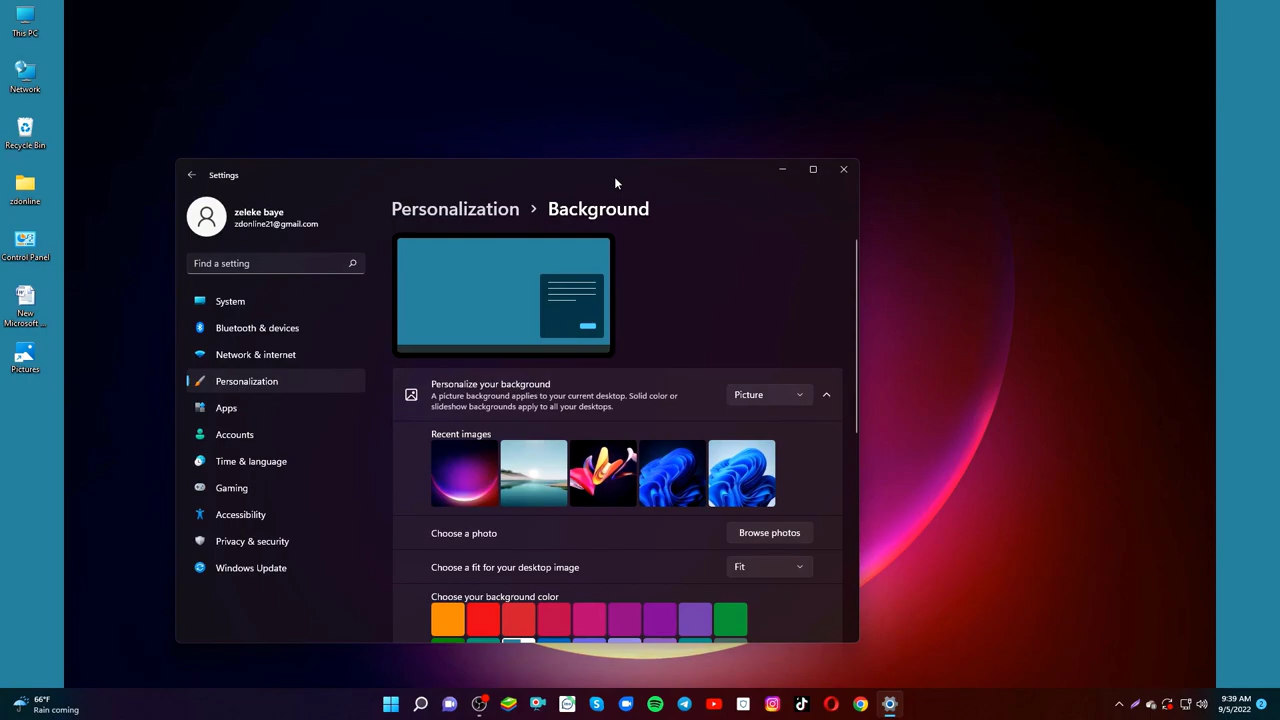 This PC
Network
Recycle Bin
zdonline
Control Panel
New
Microsoft ...
Pictures
Settings
zeleke baye
zdonline21@gmail.com
Find a setting
System
Bluetooth & devices
Network & internet
Personalization
Apps
Accounts
Time & language
Gaming
Accessibility
Privacy & security
Windows Update
Personalization > Background
Personalize your background
A picture background applies to your current desktop. Solid color or
slideshow backgrounds apply to all your desktops.
Picture
Recent images
Choose a photo
Browse photos
Choose a fit for your desktop image
Fit
Choose your background color
66°F
Rain coming
9:39 AM
9/5/2022
2